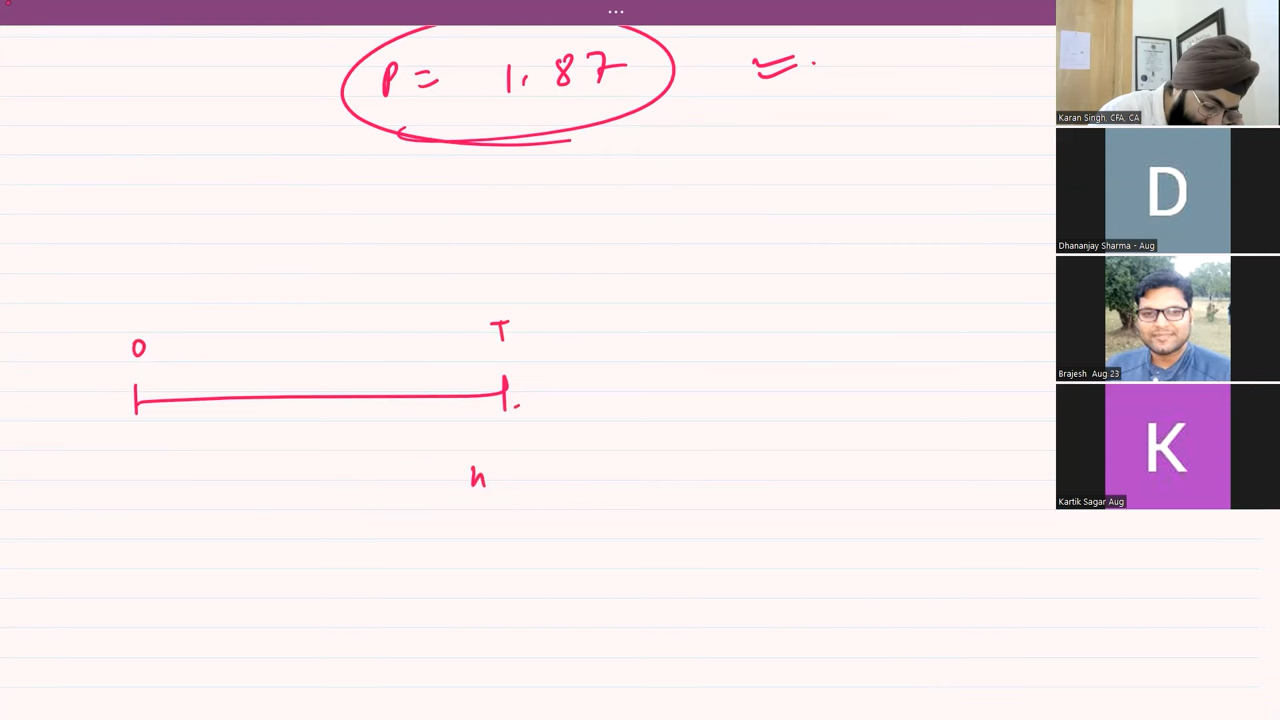 P = 1.87
0
T
n
Karan Singh, CFA, CA
D
Dhananjay Sharma - Aug
Brajesh Aug 23
K
Kartik Sagar Aug